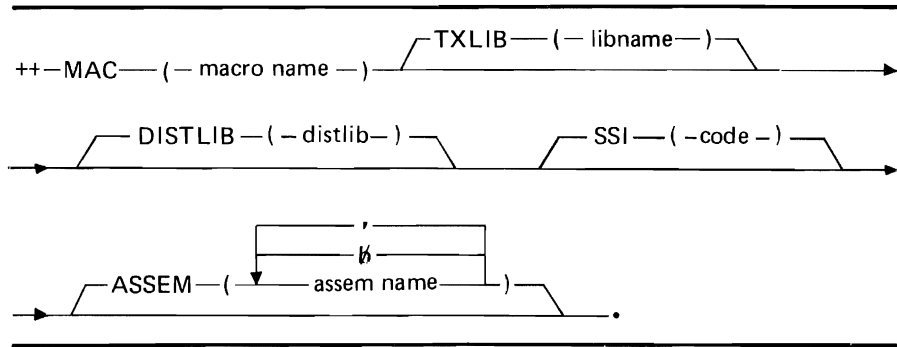 TXLIB — ( — libname — )
++—MAC — ( — macro name — )
DISTLIB — ( — distlib — )
SSI — ( — code — )
,
ƀ
ASSEM — ( assem name )
.